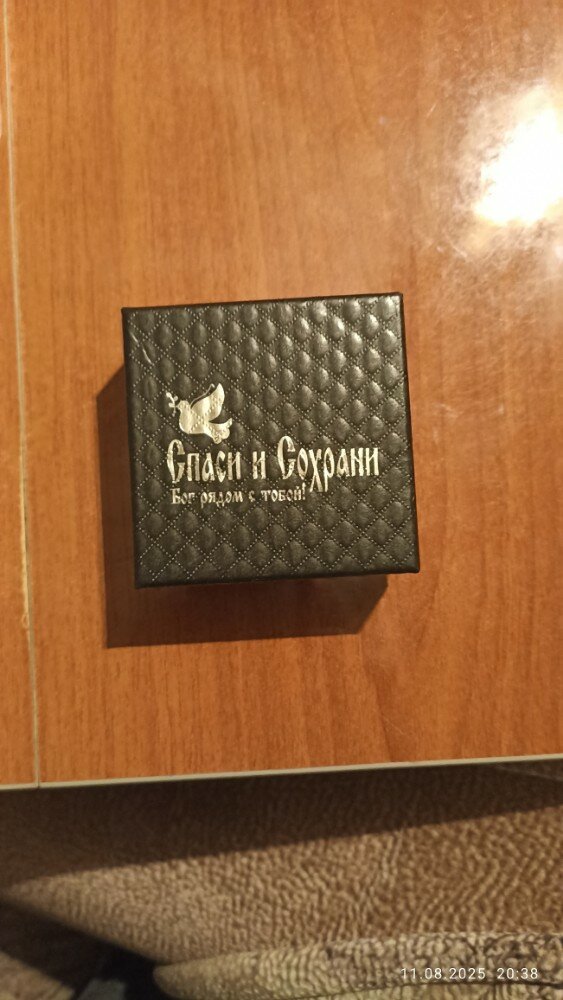 Спаси и Сохрани
Бог рядом с тобой!
11.08.2025 20:38